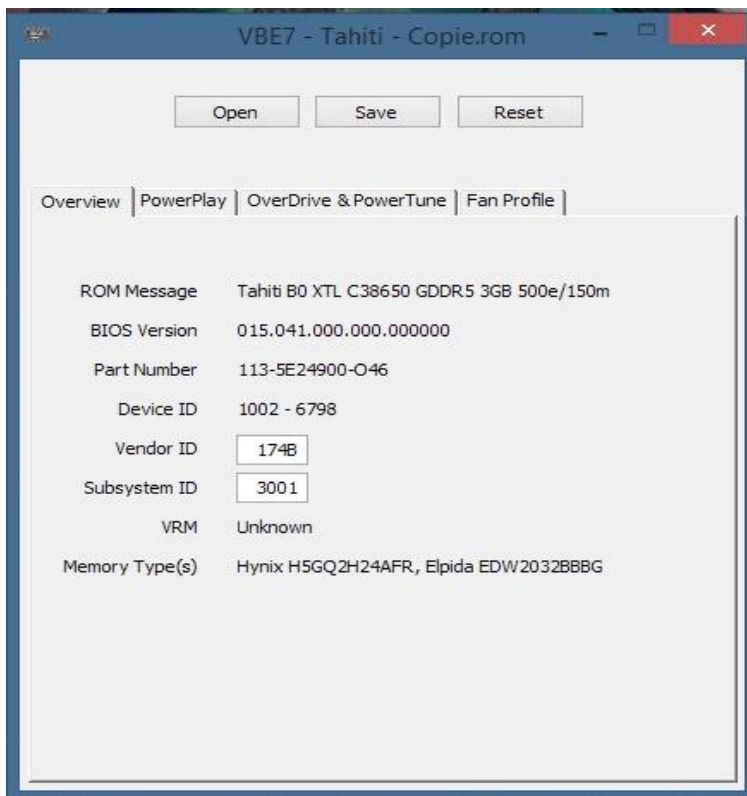 VBE7 - Tahiti - Copie.rom
Open Save Reset
Overview PowerPlay OverDrive & PowerTune Fan Profile
ROM Message Tahiti B0 XTL C38650 GDDR5 3GB 500e/150m
BIOS Version 015.041.000.000.000000
Part Number 113-5E24900-O46
Device ID 1002 - 6798
Vendor ID 174B
Subsystem ID 3001
VRM Unknown
Memory Type(s) Hynix H5GQ2H24AFR, Elpida EDW2032BBBG